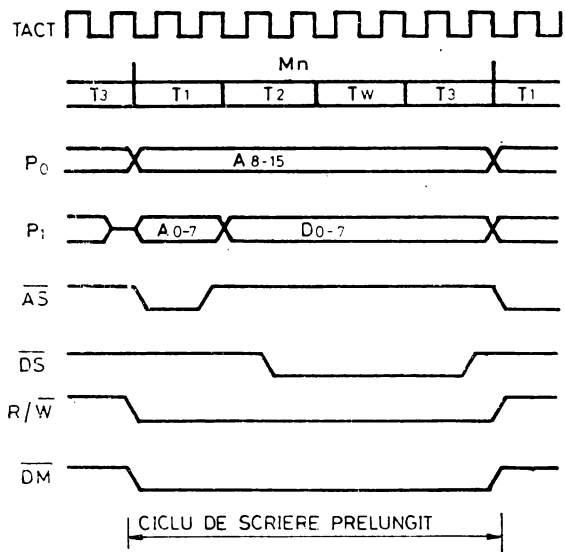 TACT
Mn
T3 T1 T2 TW T3 T1
P0 A 8-15
P1 A 0-7 D0-7
AS
DS
R/W
DM
CICLU DE SCRIERE PRELUNGIT